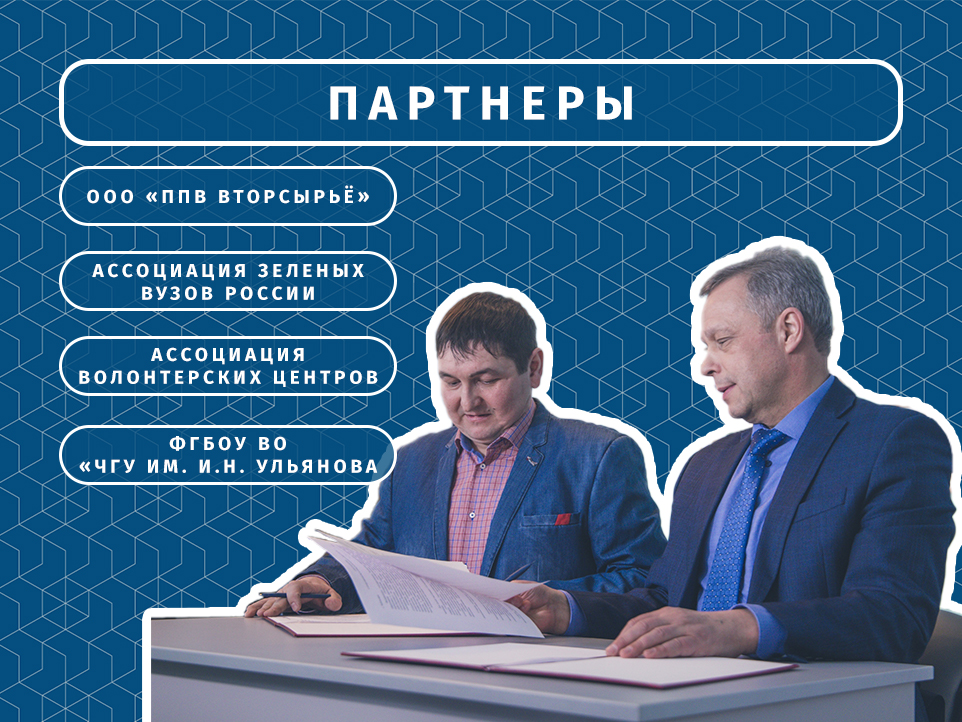 ПАРТНЕРЫ
ООО «ППВ ВТОРСЫРЬЁ»
АССОЦИАЦИЯ ЗЕЛЕНЫХ
ВУЗОВ РОССИИ
АССОЦИАЦИЯ
ВОЛОНТЕРСКИХ ЦЕНТРОВ
ФГБОУ ВО
«ЧГУ ИМ. И.Н. УЛЬЯНОВА